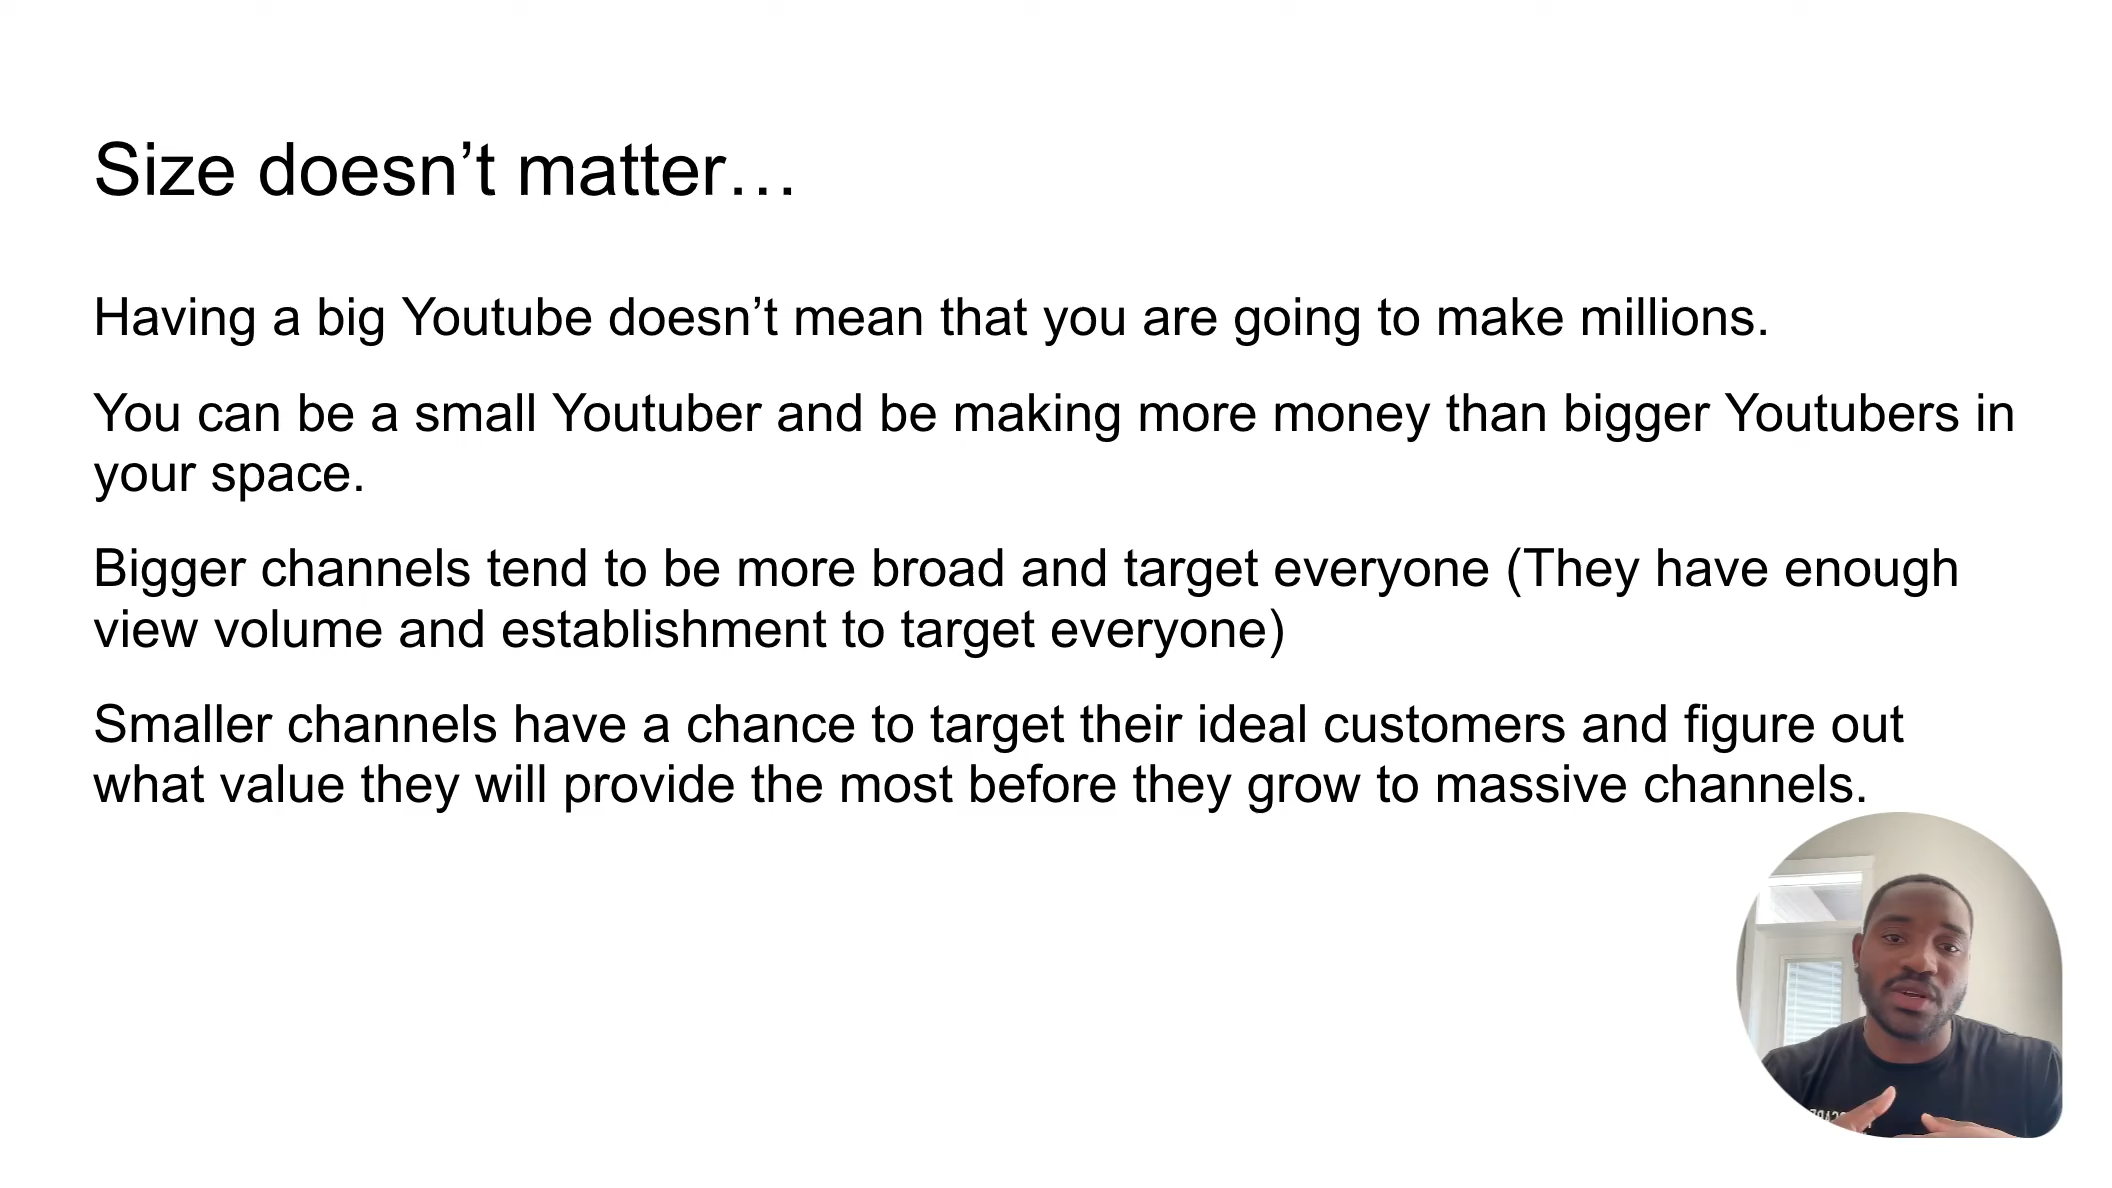 Size doesn’t matter…
Having a big Youtube doesn’t mean that you are going to make millions.
You can be a small Youtuber and be making more money than bigger Youtubers in
your space.
Bigger channels tend to be more broad and target everyone (They have enough
view volume and establishment to target everyone)
Smaller channels have a chance to target their ideal customers and figure out
what value they will provide the most before they grow to massive channels.